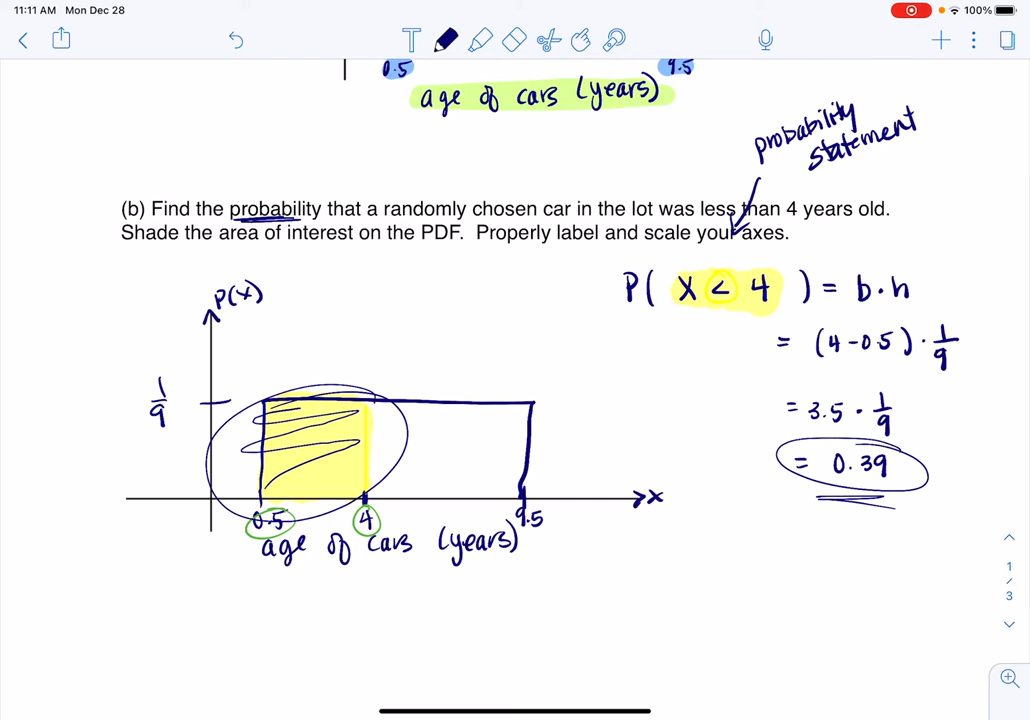 11:11 AM Mon Dec 28
100%
T
0.5
9.5
age of cars (years)
probability
statement
(b) Find the probability that a randomly chosen car in the lot was less than 4 years old.
Shade the area of interest on the PDF. Properly label and scale your axes.
P(x)
P( x < 4 ) = b·h
= (4-0.5) · 1/9
= 3.5 · 1/9
= 0.39
1/9
0.5
4
9.5
x
age of cars (years)
1
/
3